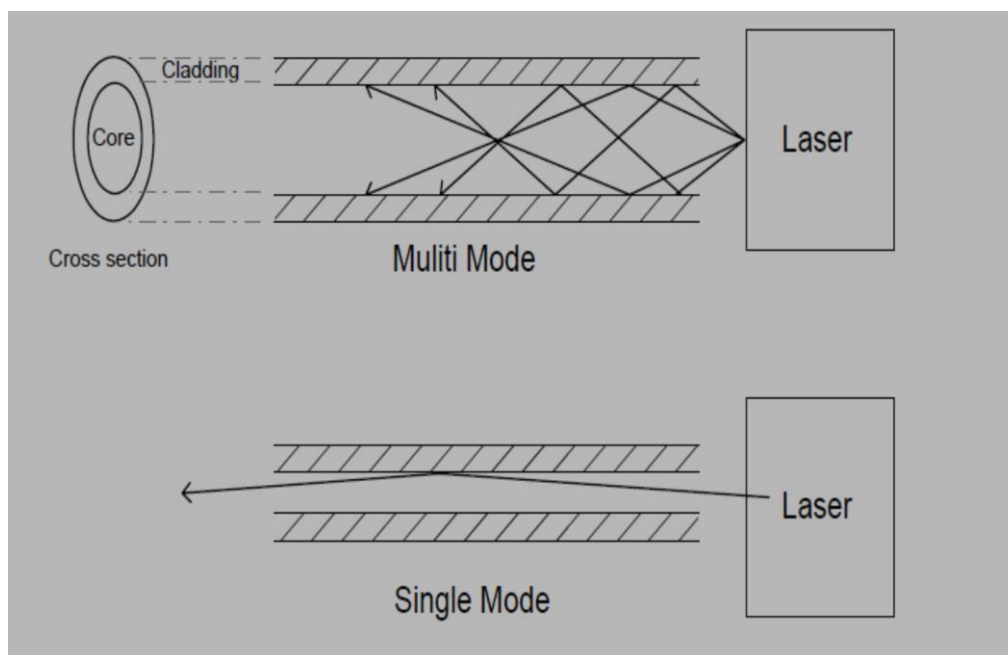 Cladding
Core
Laser
Cross section
Muliti Mode
Laser
Single Mode